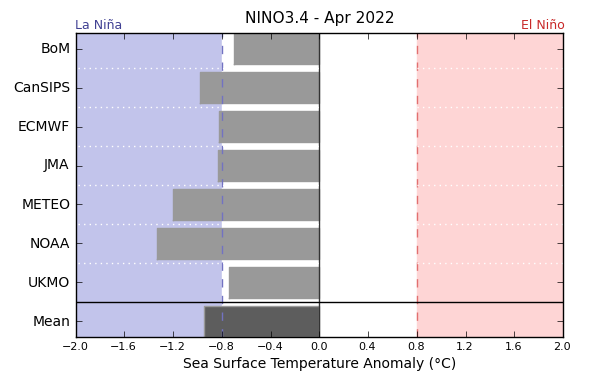 NINO3.4 - Apr 2022
La Niña
El Niño
BoM
CanSIPS
ECMWF
JMA
METEO
NOAA
UKMO
Mean
−2.0 −1.6 −1.2 −0.8 −0.4 0.0 0.4 0.8 1.2 1.6 2.0
Sea Surface Temperature Anomaly (°C)